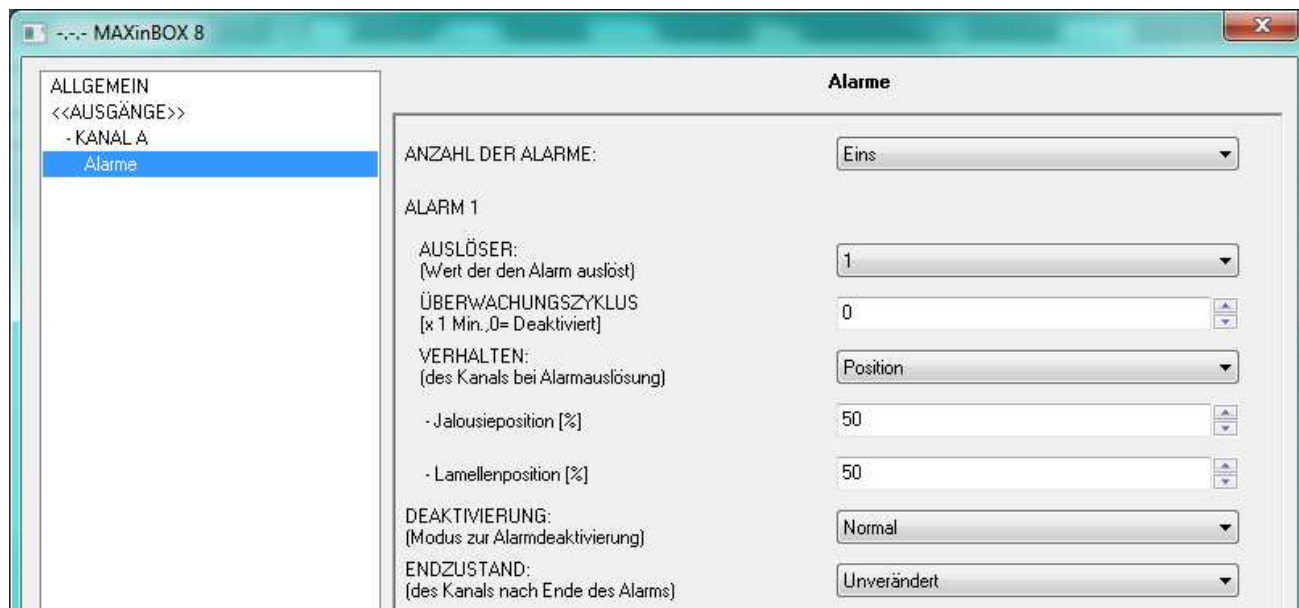 -.-.- MAXinBOX 8
ALLGEMEIN
<<AUSGÄNGE>>
- KANAL A
Alarme
Alarme
ANZAHL DER ALARME: Eins
ALARM 1
AUSLÖSER: 1
(Wert der den Alarm auslöst)
ÜBERWACHUNGSZYKLUS 0
[x 1 Min.,0= Deaktiviert]
VERHALTEN: Position
(des Kanals bei Alarmauslösung)
- Jalousieposition [%] 50
- Lamellenposition [%] 50
DEAKTIVIERUNG: Normal
(Modus zur Alarmdeaktivierung)
ENDZUSTAND: Unverändert
(des Kanals nach Ende des Alarms)